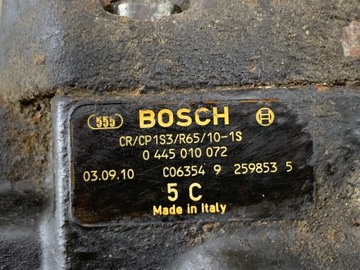 555 BOSCH
CR/CP1S3/R65/10-1S
0 445 010 072
03.09.10 C06354 9 259853 5
5 C
Made in Italy